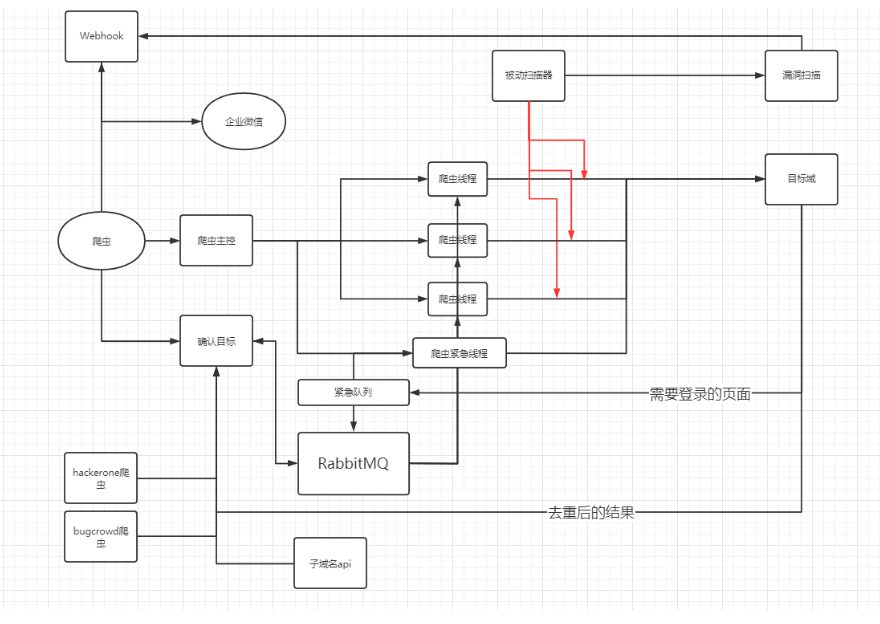 Webhook
被动扫描器
漏洞扫描
企业微信
爬虫线程
目标域
爬虫
爬虫主控
爬虫线程
爬虫线程
确认目标
爬虫紧急线程
紧急队列
需要登录的页面
RabbitMQ
hackerone爬
虫
去重后的结果
bugcrowd爬
虫
子域名api